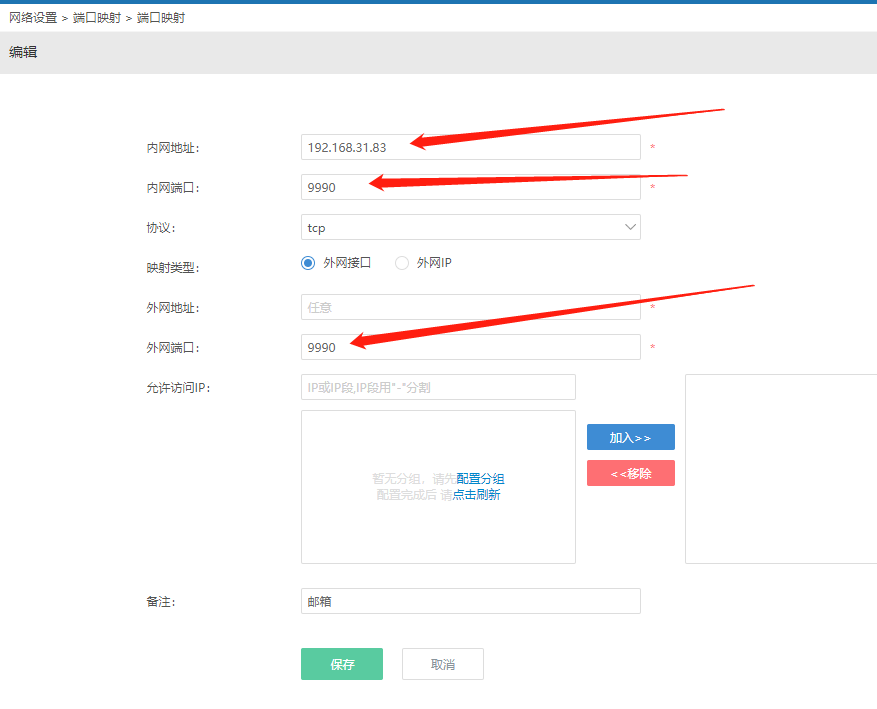 网络设置 > 端口映射 > 端口映射
编辑
内网地址: 192.168.31.83 *
内网端口: 9990 *
协议: tcp
映射类型: 外网接口 外网IP
外网地址: 任意 *
外网端口: 9990 *
允许访问IP: IP或IP段,IP段用"-"分割
加入>>
<<移除
暂无分组，请先配置分组
配置完成后 请点击刷新
备注: 邮箱
保存 取消